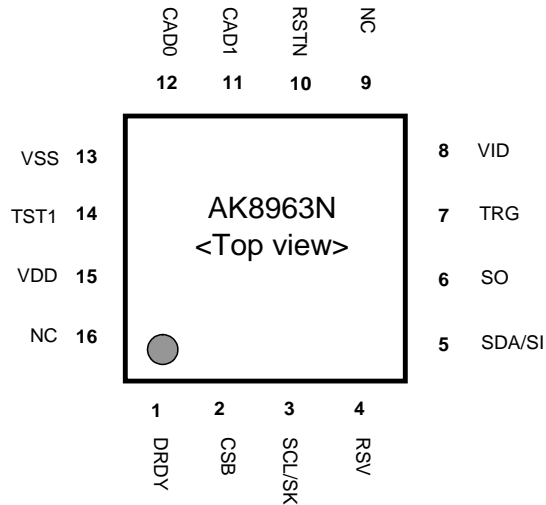 CAD0 CAD1 RSTN NC
12 11 10 9
VSS 13
TST1 14
VDD 15
NC 16
AK8963N
<Top view>
8 VID
7 TRG
6 SO
5 SDA/SI
1 2 3 4
DRDY CSB SCL/SK RSV